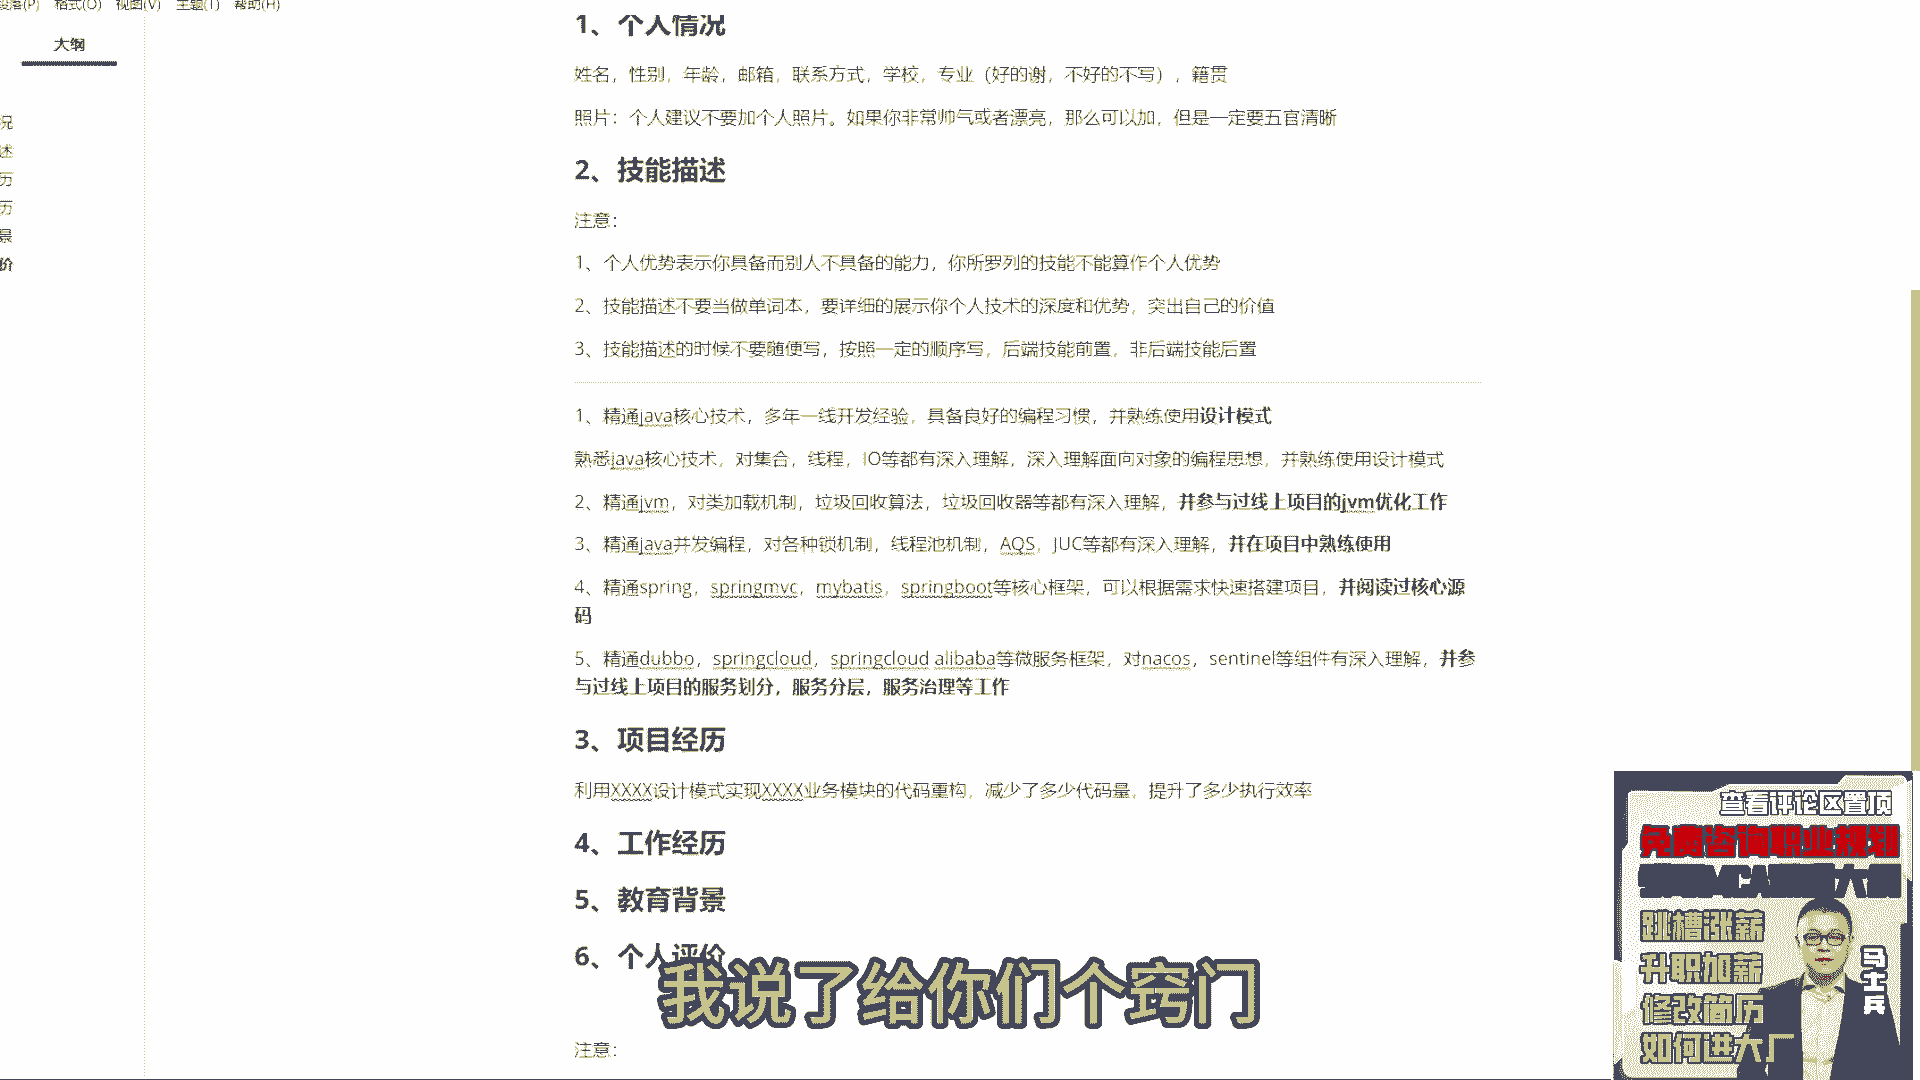 段落(P) 格式(O) 视图(V) 主题(T) 帮助(H)
大纲
况
述
历
历
景
价
1、个人情况
姓名，性别，年龄，邮箱，联系方式，学校，专业（好的谢，不好的不写），籍贯
照片：个人建议不要加个人照片。如果你非常帅气或者漂亮，那么可以加，但是一定要五官清晰
2、技能描述
注意：
1、个人优势表示你具备而别人不具备的能力，你所罗列的技能不能算作个人优势
2、技能描述不要当做单词本，要详细的展示你个人技术的深度和优势，突出自己的价值
3、技能描述的时候不要随便写，按照一定的顺序写，后端技能前置，非后端技能后置
1、精通java核心技术，多年一线开发经验，具备良好的编程习惯，并熟练使用设计模式
熟悉java核心技术，对集合，线程，IO等都有深入理解，深入理解面向对象的编程思想，并熟练使用设计模式
2、精通jvm，对类加载机制，垃圾回收算法，垃圾回收器等都有深入理解，并参与过线上项目的jvm优化工作
3、精通java并发编程，对各种锁机制，线程池机制，AQS，JUC等都有深入理解，并在项目中熟练使用
4、精通spring，springmvc，mybatis，springboot等核心框架，可以根据需求快速搭建项目，并阅读过核心源
码
5、精通dubbo，springcloud，springcloud alibaba等微服务框架，对nacos，sentinel等组件有深入理解，并参
与过线上项目的服务划分，服务分层，服务治理等工作
3、项目经历
利用XXXX设计模式实现XXXX业务模块的代码重构，减少了多少代码量，提升了多少执行效率
4、工作经历
5、教育背景
6、个人评价
我说了给你们个窍门
注意：
查看评论区置顶
免费咨询职业规划
跳槽涨薪
升职加薪
修改简历
如何进大厂
马士兵